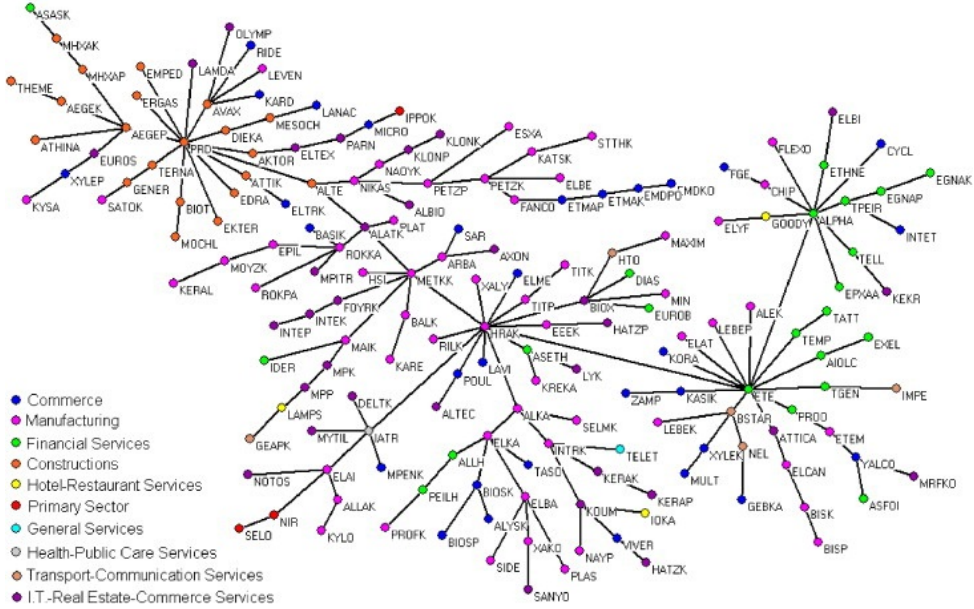 ASASK
OLYMP
MHXAK
RIDE
MHXAP
EMPED
LAMDA
LEVEN
THEME
ERGAS
KARD
LANAC
AEGEK
AVAX
MESOCH
IPPOK
AEGEP
DIEKA
MICRO
ATHINA
PRD
PARN
KLONK
ESXA
STTHK
ELBI
EUROS
AKTOR
ELTEX
KLONP
KATSK
FLEXO
CYCL
TERNA
NAOYK
XYLEP
ATTIK
ALTE
NIKAS
PETZP
PETZK
ELBE
FGE
ETHNE
EGNAK
GENER
EDRA
CHIP
TPEIR
EGNAP
KYSA
SATOK
BIOT
ELTRK
ALBIO
FANCO
ETMAP
ETMAK
EMDPO
EMDKO
ELYF
GOODY
ALPHA
EKTER
PLAT
INTET
MOCHL
BASIK
ALATK
SAR
MAXIM
TELL
EPIL
ROKKA
ARBA
AXON
HTO
KEKR
MOYZK
MPITR
HSI
METKK
XALY
ELME
TITK
DIAS
EPXAA
KERAL
ROKPA
FOYRK
TITP
BIOX
MIN
ALEK
INTEP
INTEK
BALK
HRAK
EEEK
HATZP
EUROB
LEBEP
TATT
MAIK
RILK
ELAT
TEMP
EXEL
IDER
KARE
LAVI
ASETH
KORA
AIOLC
MPK
POUL
KREKA
LYK
ZAMP
KASIK
ETE
TGEN
IMPE
MPP
DELTK
ALTEC
Commerce
LAMPS
ALKA
SELMK
LEBEK
BSTAR
PROD
Manufacturing
GEAPK
MYTIL
IATR
ELKA
INTRK
TELET
ATTICA
ETEM
Financial Services
ALLH
TASO
XYLEK
NEL
YALCO
Constructions
NOTOS
ELAI
MPENK
PEILH
BIOSK
KERAK
MULT
ELCAN
MRFKO
Hotel-Restaurant Services
ALLAK
ELBA
KOUM
KERAP
GEBKA
ASFOI
Primary Sector
NIR
IOKA
BISK
General Services
SELO
KYLO
PROFK
BIOSP
ALYSK
XAKO
VIVER
BISP
Health-Public Care Services
SIDE
PLAS
NAYP
HATZK
Transport-Communication Services
SANYO
I.T.-Real Estate-Commerce Services